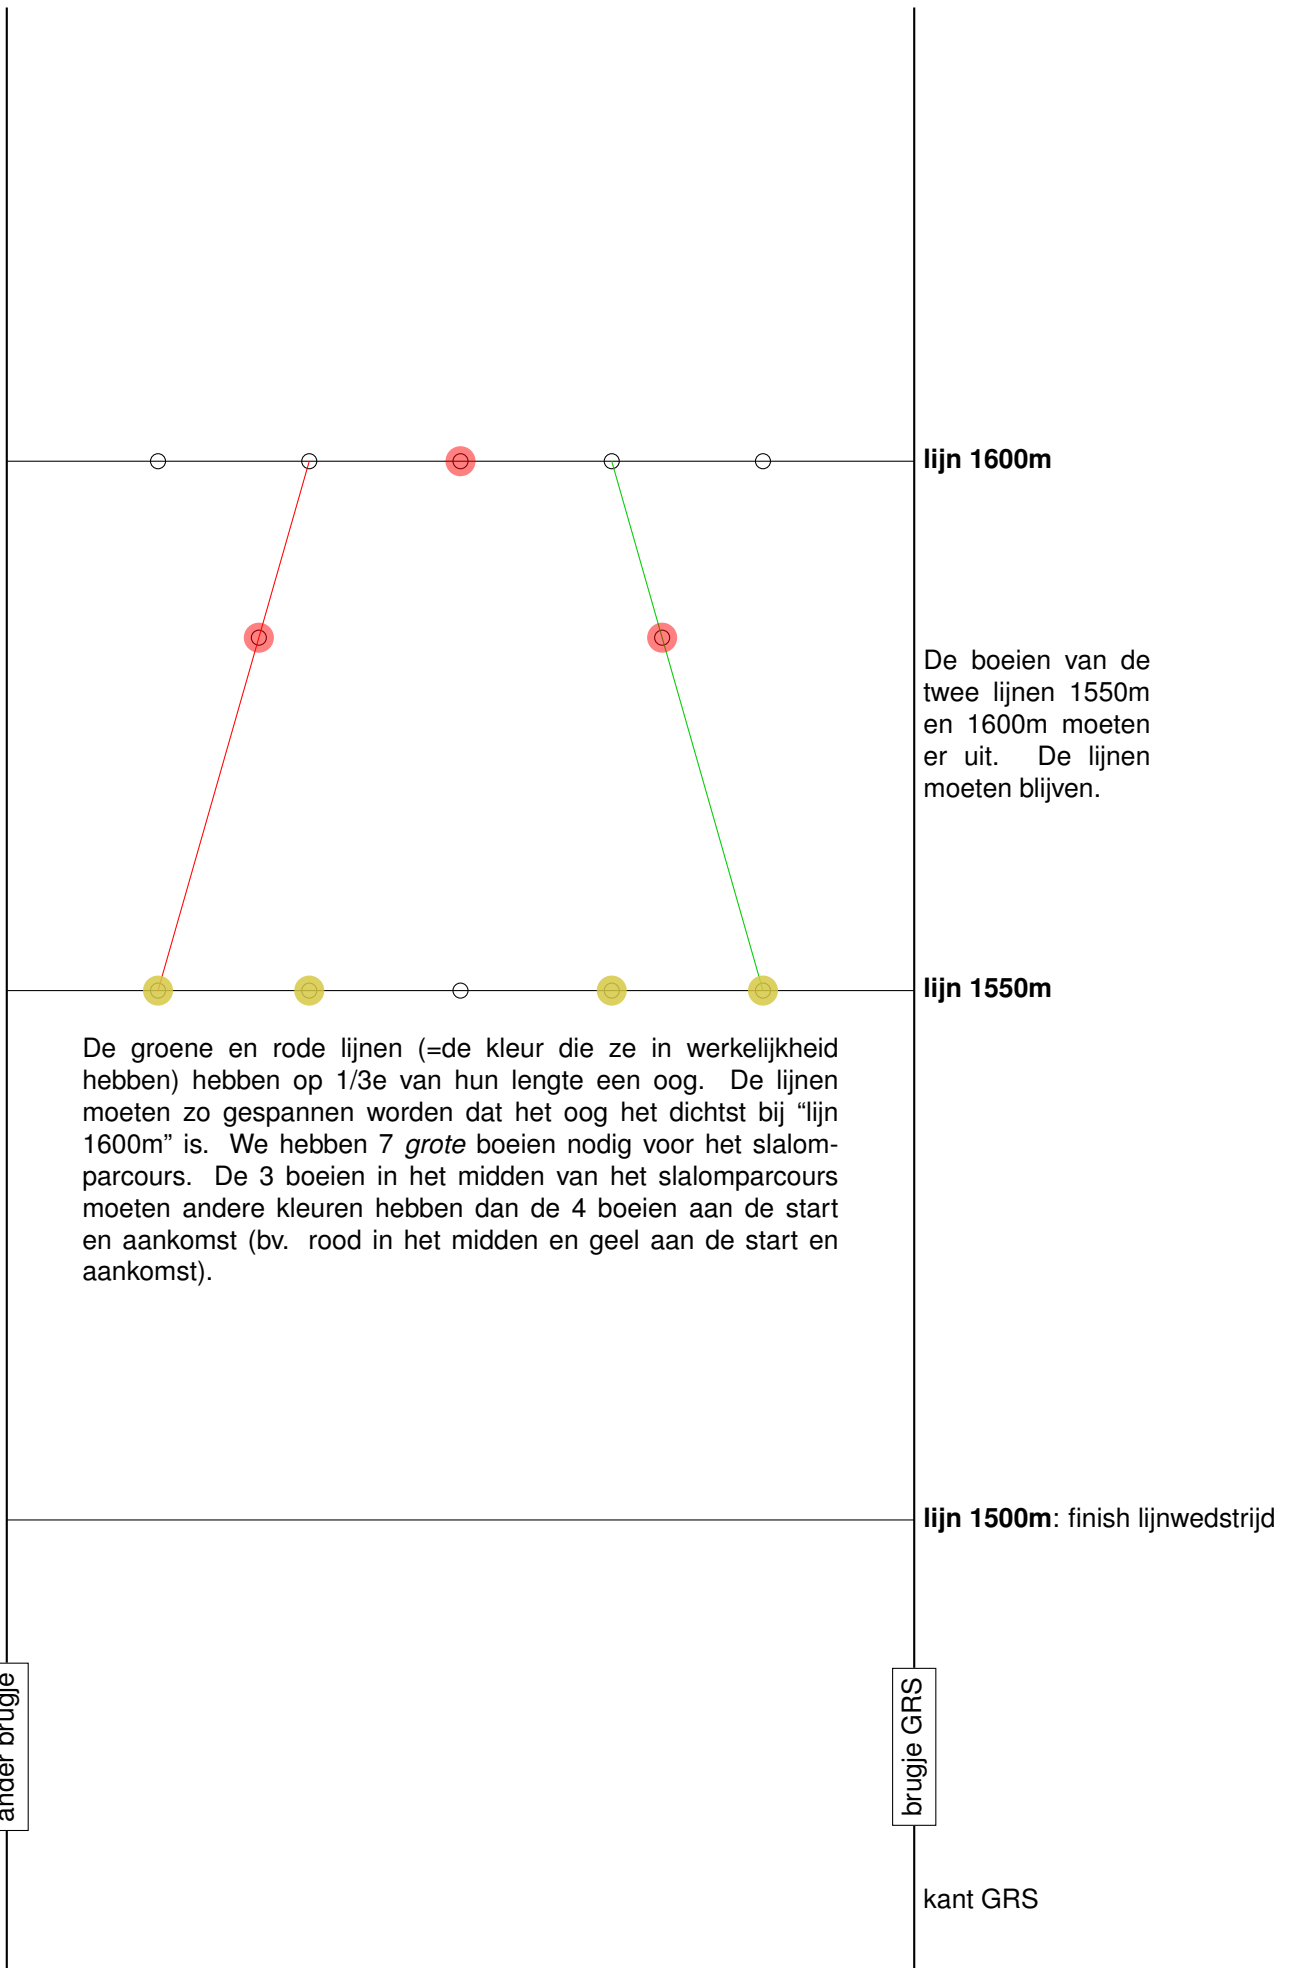 lijn 1600m
De boeien van de
twee lijnen 1550m
en 1600m moeten
er uit. De lijnen
moeten blijven.
lijn 1550m
De groene en rode lijnen (=de kleur die ze in werkelijkheid
hebben) hebben op 1/3e van hun lengte een oog. De lijnen
moeten zo gespannen worden dat het oog het dichtst bij “lijn
1600m” is. We hebben 7 grote boeien nodig voor het slalom-
parcours. De 3 boeien in het midden van het slalomparcours
moeten andere kleuren hebben dan de 4 boeien aan de start
en aankomst (bv. rood in het midden en geel aan de start en
aankomst).
lijn 1500m: finish lijnwedstrijd
ander brugje
brugje GRS
kant GRS